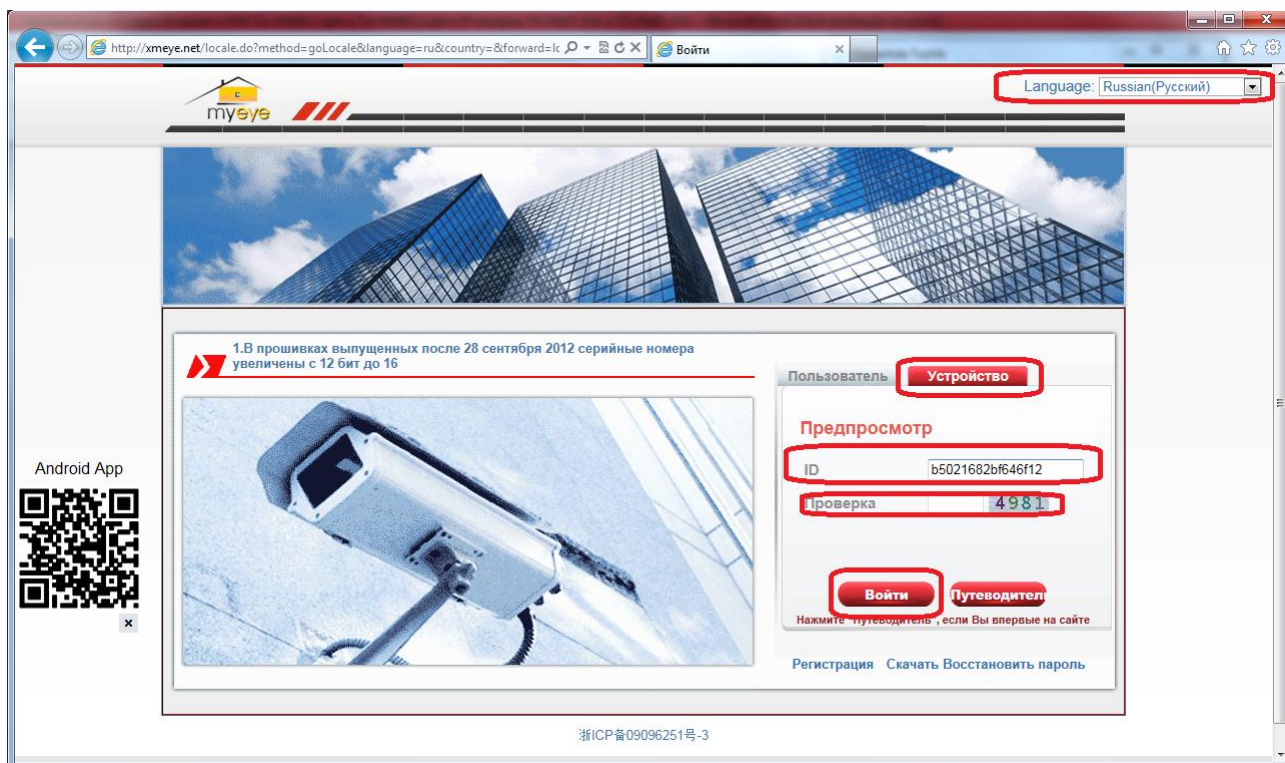 http://xmeye.net/locale.do?method=goLocale&language=ru&country=&forward=lc
Войти
Language: Russian(Русский)
c
myeye
1.В прошивках выпущенных после 28 сентября 2012 серийные номера
увеличены с 12 бит до 16
Пользователь Устройство
Предпросмотр
ID b5021682bf646f12
Проверка 4981
Войти Путеводител
Нажмите "Путеводитель", если Вы впервые на сайте
Регистрация Скачать Восстановить пароль
Android App
浙ICP备09096251号-3